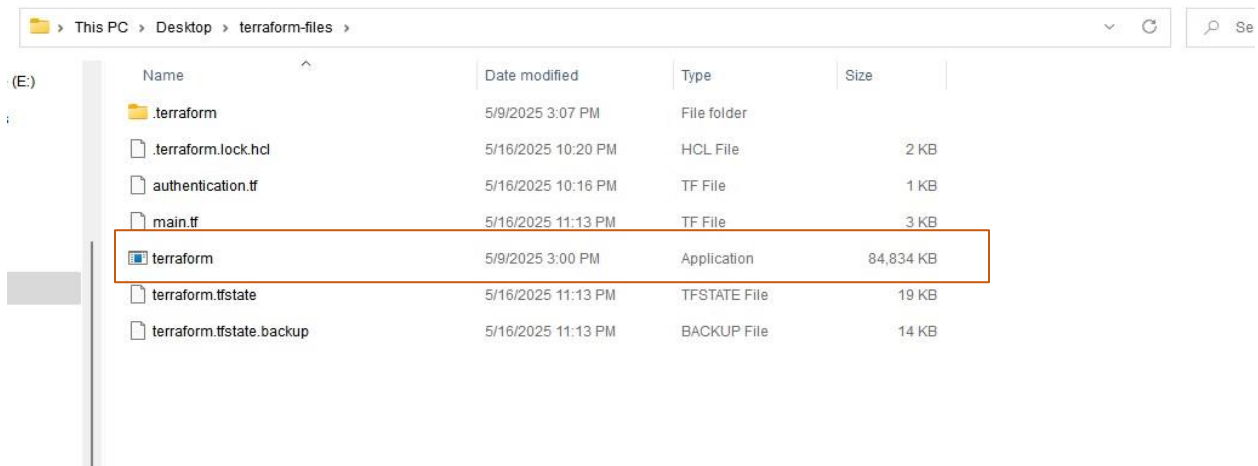 This PC > Desktop > terraform-files >
Se
(E:)
Name Date modified Type Size
.terraform 5/9/2025 3:07 PM File folder
.terraform.lock.hcl 5/16/2025 10:20 PM HCL File 2 KB
authentication.tf 5/16/2025 10:16 PM TF File 1 KB
main.tf 5/16/2025 11:13 PM TF File 3 KB
terraform 5/9/2025 3:00 PM Application 84,834 KB
terraform.tfstate 5/16/2025 11:13 PM TFSTATE File 19 KB
terraform.tfstate.backup 5/16/2025 11:13 PM BACKUP File 14 KB